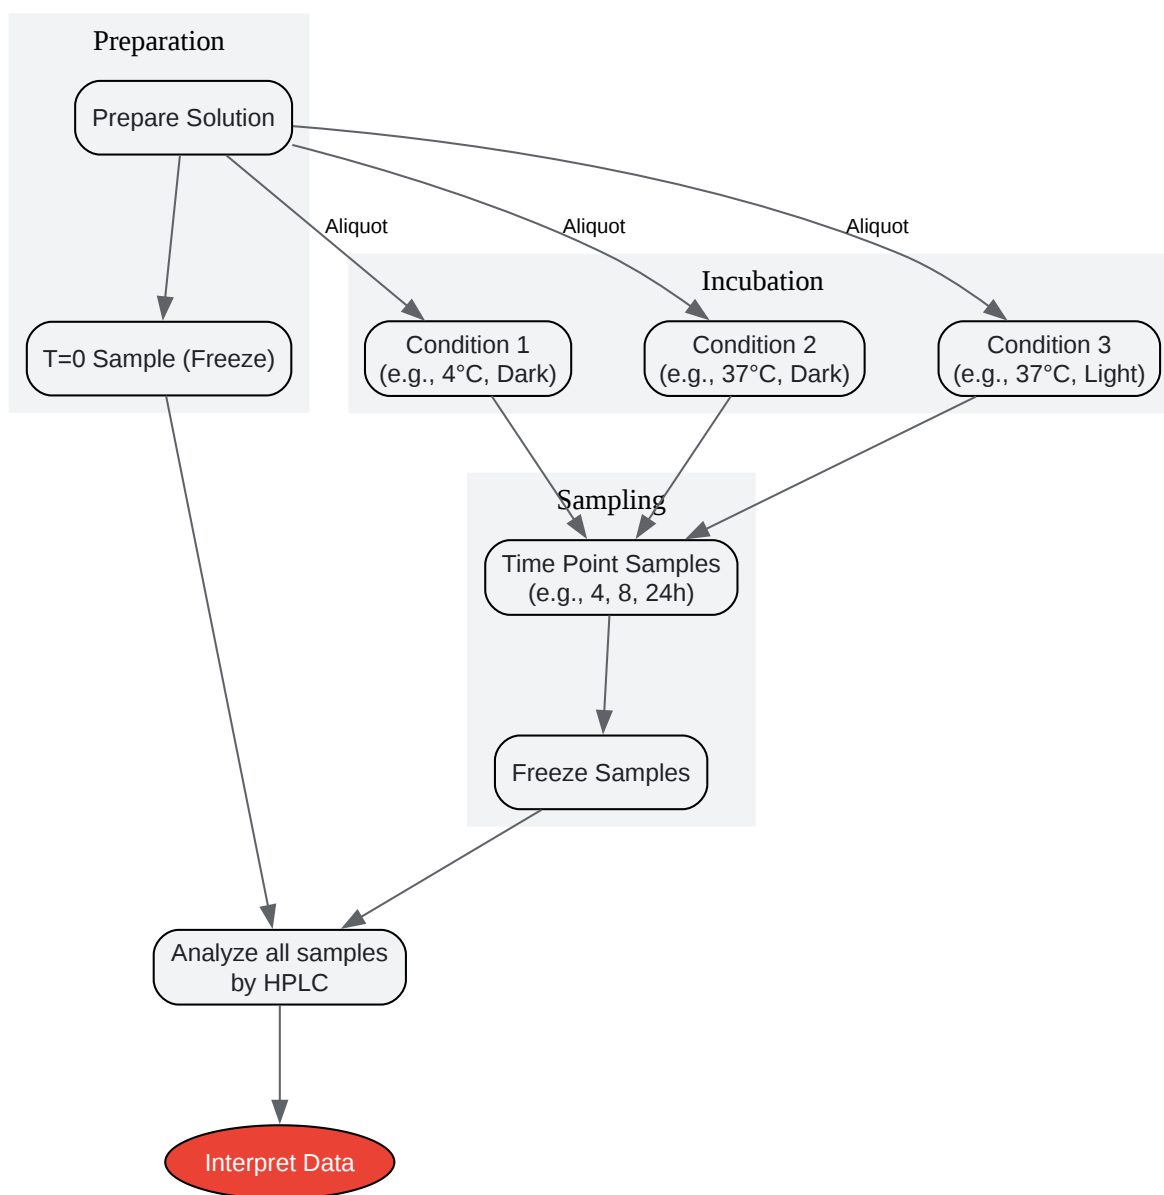 Preparation
Prepare Solution
Aliquot
Aliquot
Aliquot
Incubation
T=0 Sample (Freeze)
Condition 1
(e.g., 4°C, Dark)
Condition 2
(e.g., 37°C, Dark)
Condition 3
(e.g., 37°C, Light)
Sampling
Time Point Samples
(e.g., 4, 8, 24h)
Freeze Samples
Analyze all samples
by HPLC
Interpret Data